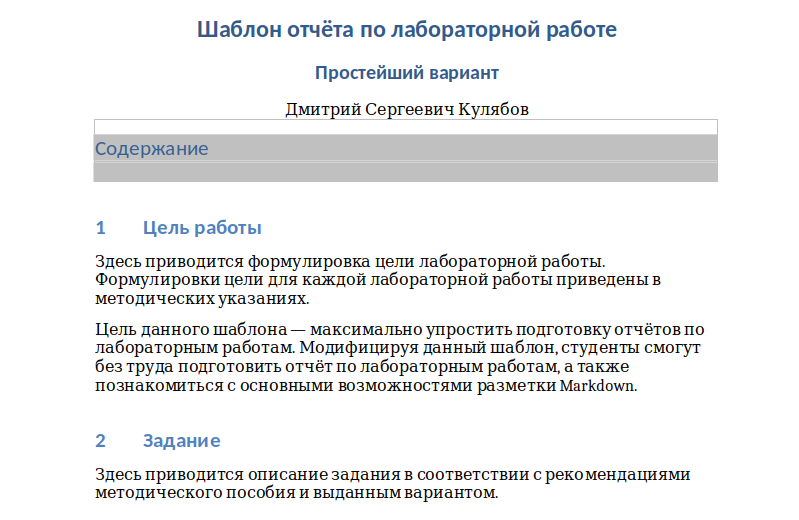 Шаблон отчёта по лабораторной работе
Простейший вариант
Дмитрий Сергеевич Кулябов
Содержание
1 Цель работы
Здесь приводится формулировка цели лабораторной работы.
Формулировки цели для каждой лабораторной работы приведены в
методических указаниях.
Цель данного шаблона — максимально упростить подготовку отчётов по
лабораторным работам. Модифицируя данный шаблон, студенты смогут
без труда подготовить отчёт по лабораторным работам, а также
познакомиться с основными возможностями разметки Markdown.
2 Задание
Здесь приводится описание задания в соответствии с рекомендациями
методического пособия и выданным вариантом.